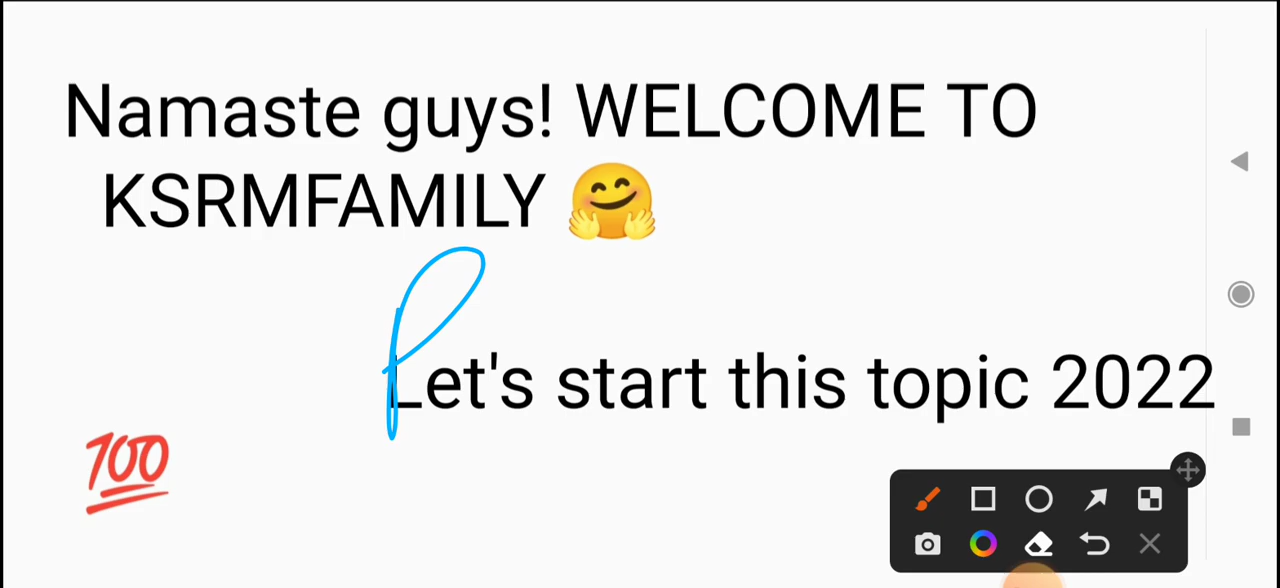 Namaste guys! WELCOME TO
KSRMFAMILY 🤗
Let's start this topic 2022
💯